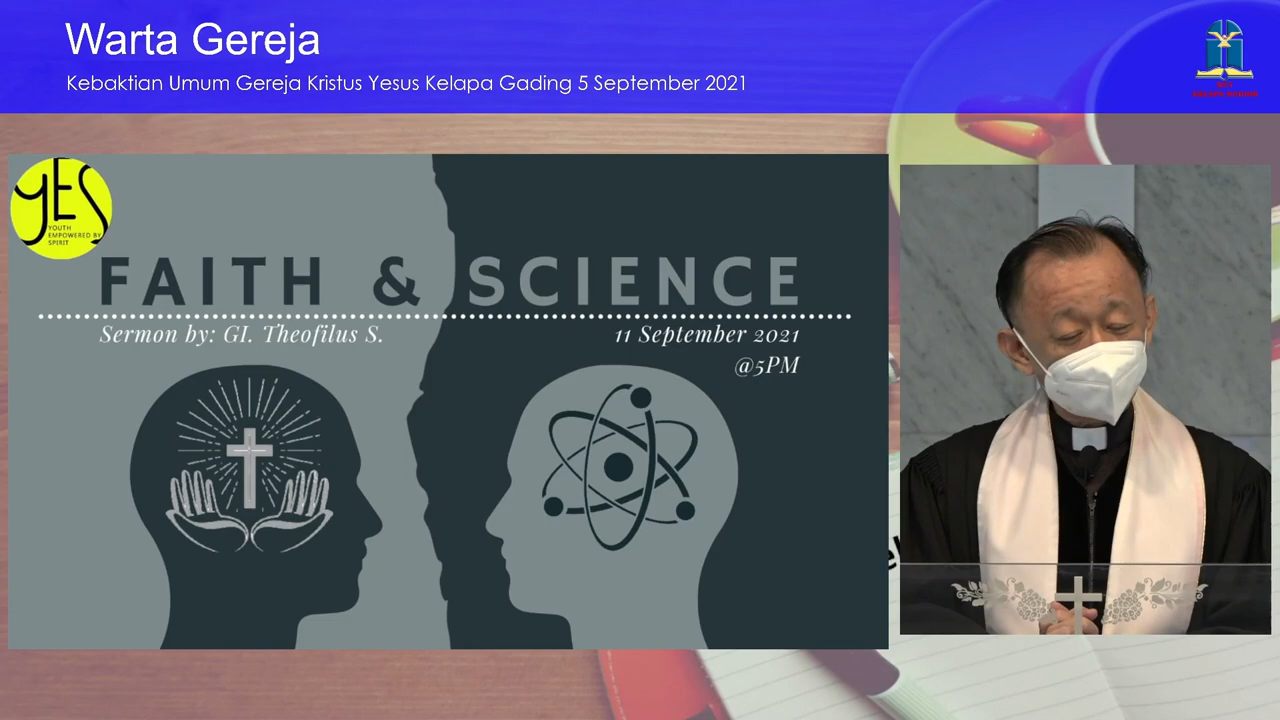 Warta Gereja
Kebaktian Umum Gereja Kristus Yesus Kelapa Gading 5 September 2021
YES
YOUTH
EMPOWERED BY
SPIRIT
FAITH & SCIENCE
Sermon by: GI. Theofilus S.
11 September 2021
@5PM